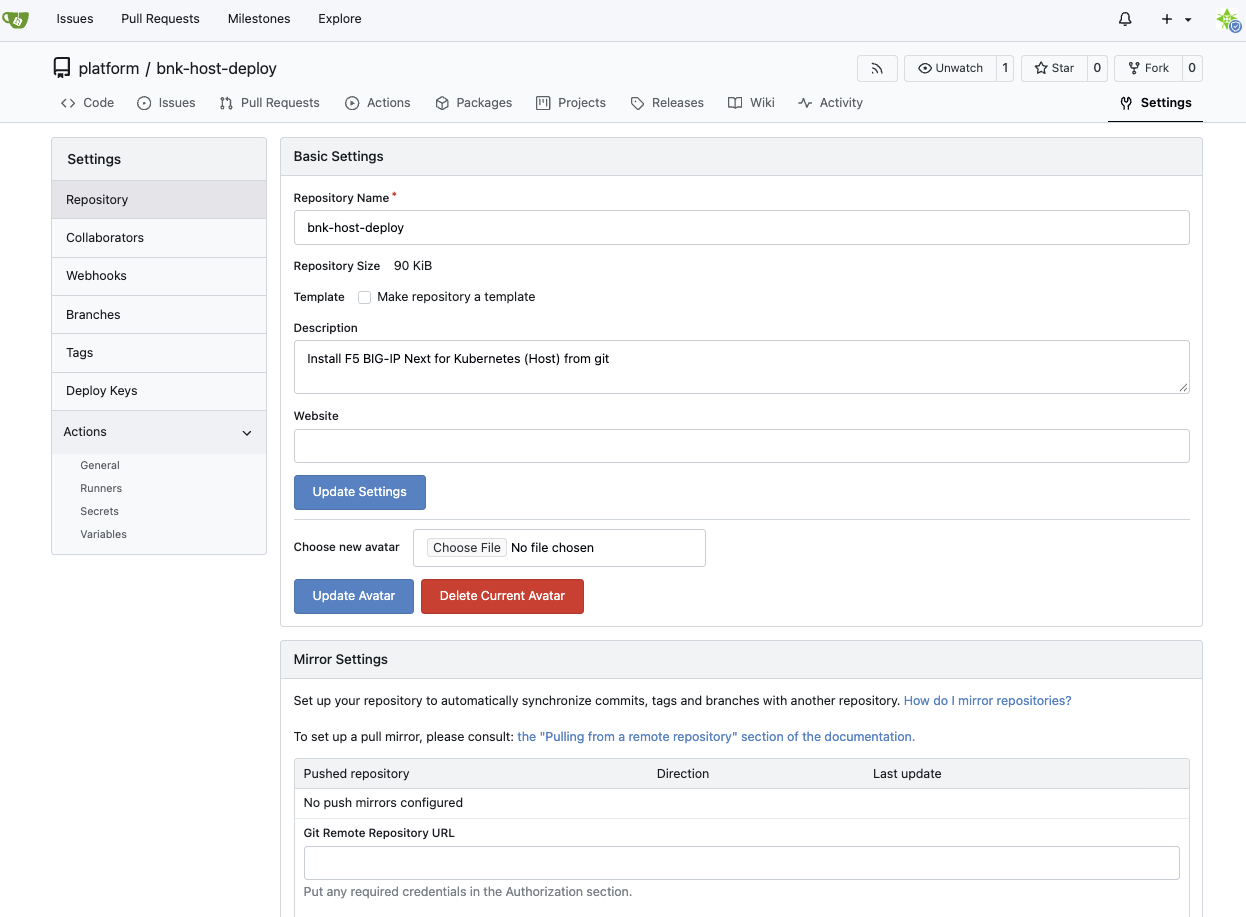 Issues Pull Requests Milestones Explore
platform / bnk-host-deploy
Unwatch 1 Star 0 Fork 0
Code Issues Pull Requests Actions Packages Projects Releases Wiki Activity Settings
Settings
Repository
Collaborators
Webhooks
Branches
Tags
Deploy Keys
Actions
General
Runners
Secrets
Variables
Basic Settings
Repository Name *
bnk-host-deploy
Repository Size 90 KiB
Template Make repository a template
Description
Install F5 BIG-IP Next for Kubernetes (Host) from git
Website
Update Settings
Choose new avatar Choose File No file chosen
Update Avatar Delete Current Avatar
Mirror Settings
Set up your repository to automatically synchronize commits, tags and branches with another repository. How do I mirror repositories?
To set up a pull mirror, please consult: the "Pulling from a remote repository" section of the documentation.
Pushed repository Direction Last update
No push mirrors configured
Git Remote Repository URL
Put any required credentials in the Authorization section.